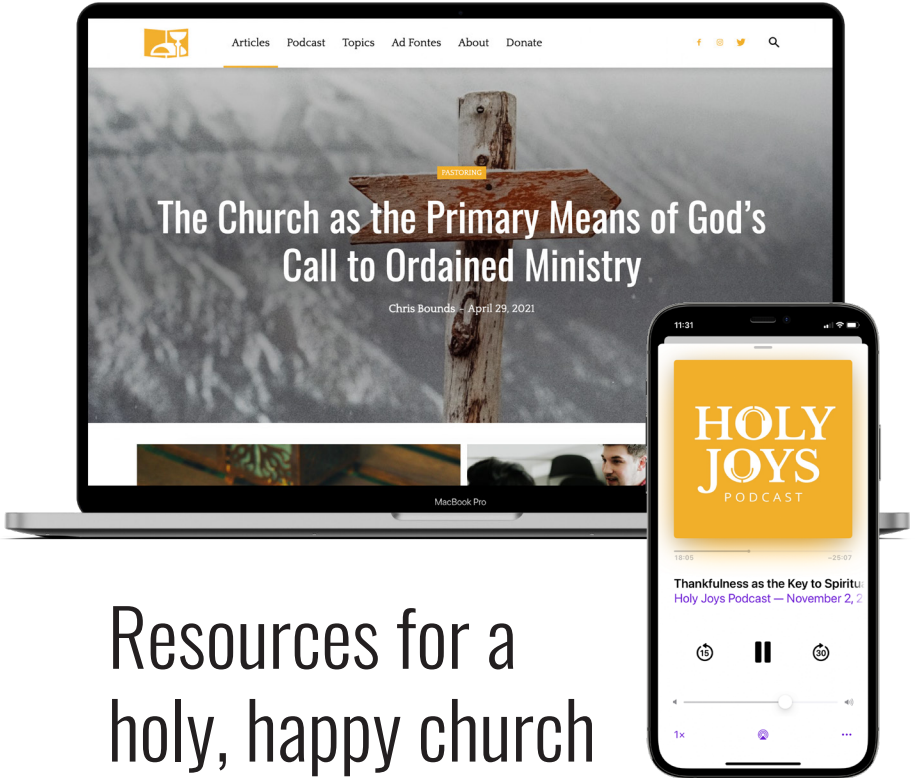 Articles Podcast Topics Ad Fontes About Donate
PASTORING
The Church as the Primary Means of God's
Call to Ordained Ministry
Chris Bounds - April 29, 2021
MacBook Pro
11:31
HOLY
JOYS
PODCAST
18:05 -25:07
Thankfulness as the Key to Spiritu
Holy Joys Podcast — November 2, 2
15 30
1×
Resources for a
holy, happy church